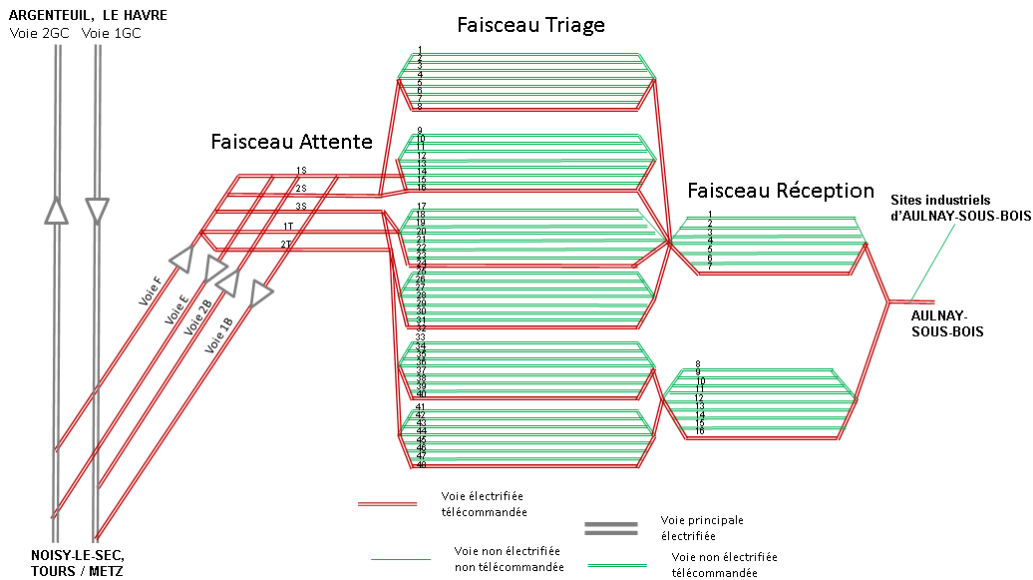 ARGENTEUIL, LE HAVRE
Voie 2GC Voie 1GC
Faisceau Triage
1
2
3
4
5
6
7
8
9
10
11
12
13
14
15
16
17
18
19
20
21
22
23
24
25
26
27
28
29
30
31
32
33
34
35
36
37
38
39
40
41
42
43
44
45
46
47
48
Faisceau Attente
1S
2S
3S
1T
2T
Voie F
Voie E
Voie 2B
Voie 1B
Faisceau Réception
1
2
3
4
5
6
7
8
9
10
11
12
13
14
15
16
Sites industriels
d'AULNAY-SOUS-BOIS
AULNAY-
SOUS-BOIS
NOISY-LE-SEC,
TOURS / METZ
Voie électrifiée
télécommandée
Voie principale
électrifiée
Voie non électrifiée
non télécommandée
Voie non électrifiée
télécommandée